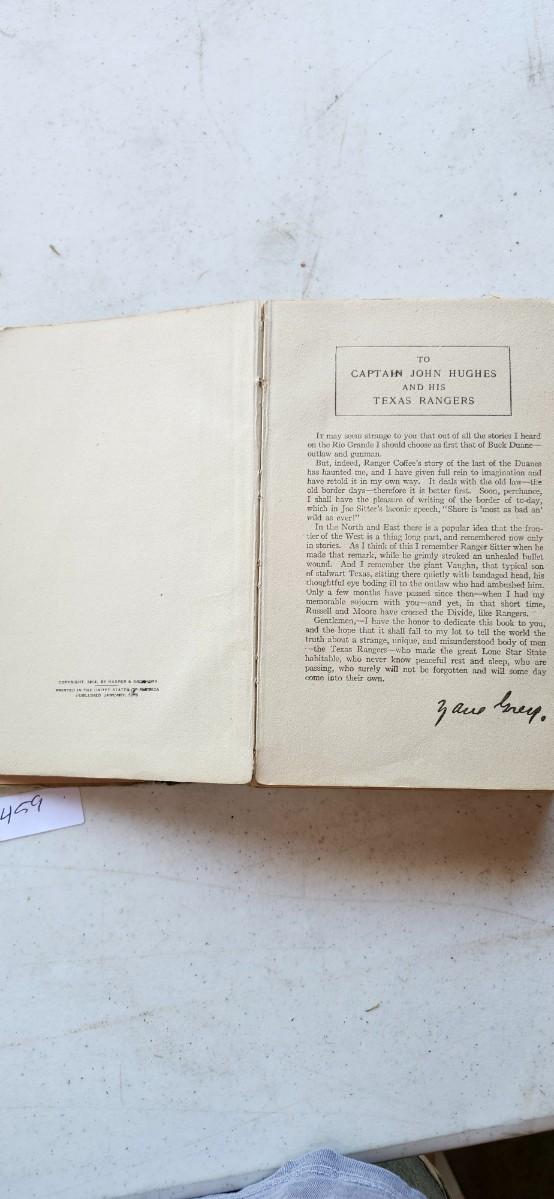 COPYRIGHT, BY HARPER &
PRINTED IN THE UNITED STATES OF AMERICA
PUBLISHED JANUARY,
TO
CAPTAIN JOHN HUGHES
AND HIS
TEXAS RANGERS
It may seem strange to you that out of all the stories I heard
on the Rio Grande I should choose as first that of Buck Duane—
outlaw and gunman.
But, indeed, Ranger Coffee's story of the last of the Duanes
has haunted me, and I have given full rein to imagination and
have retold it in my own way. It deals with the old law—the
old border days—therefore it is better first. Soon, perchance,
I shall have the pleasure of writing of the border of to-day,
which in Joe Sitter's laconic speech, "Shore is 'most as bad an'
wild as ever!"
In the North and East there is a popular idea that the fron-
tier of the West is a thing long past, and remembered now only
in stories. As I think of this I remember Ranger Sitter when he
made that remark, while he grimly stroked an unhealed bullet
wound. And I remember the giant Vaughn, that typical son
of stalwart Texas, sitting there quietly with bandaged head, his
thoughtful eye boding ill to the outlaw who had ambushed him.
Only a few months have passed since then—when I had my
memorable sojourn with you—and yet, in that short time,
Russell and Moore have crossed the Divide, like Rangers.
Gentlemen,—I have the honor to dedicate this book to you,
and the hope that it shall fall to my lot to tell the world the
truth about a strange, unique, and misunderstood body of men
—the Texas Rangers—who made the great Lone Star State
habitable, who never know peaceful rest and sleep, who are
passing, who surely will not be forgotten and will some day
come into their own.
Zane Grey.
459